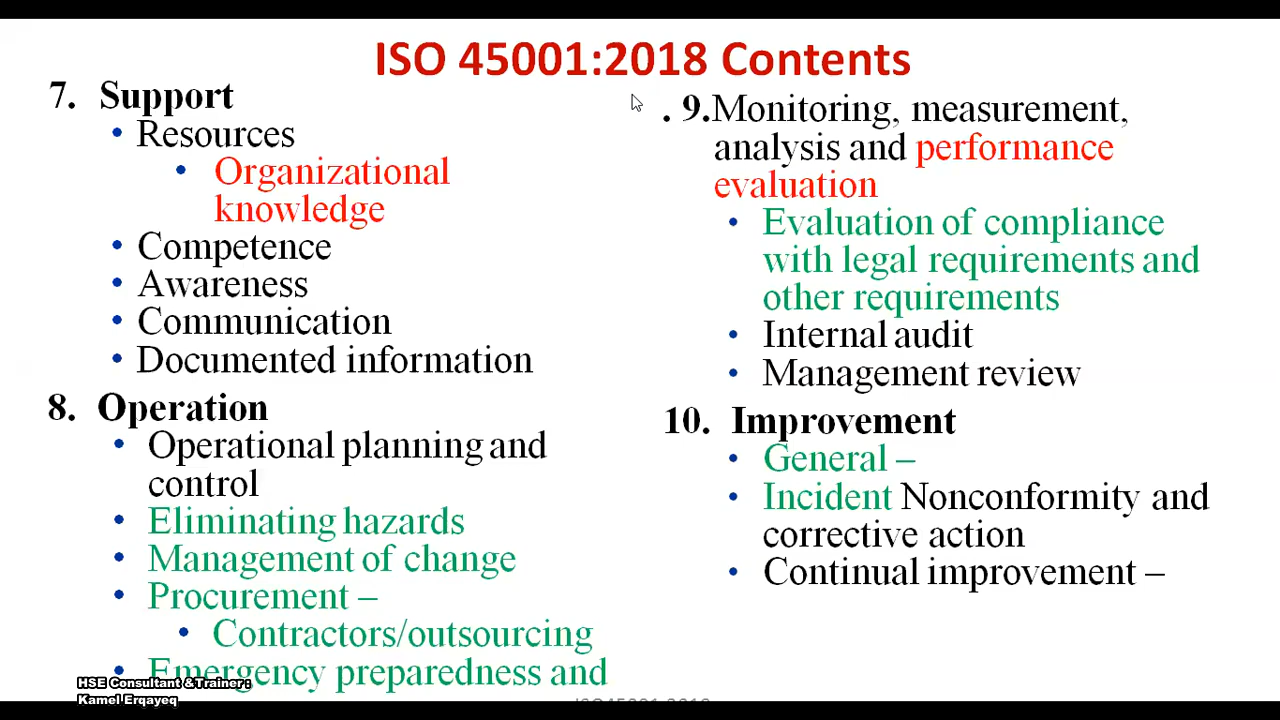 ISO 45001:2018 Contents
7. Support
• Resources
• Organizational
knowledge
• Competence
• Awareness
• Communication
• Documented information
8. Operation
• Operational planning and
control
• Eliminating hazards
• Management of change
• Procurement –
• Contractors/outsourcing
• Emergency preparedness and
. 9.Monitoring, measurement,
analysis and performance
evaluation
• Evaluation of compliance
with legal requirements and
other requirements
• Internal audit
• Management review
10. Improvement
• General –
• Incident Nonconformity and
corrective action
• Continual improvement –
HSE Consultant &Trainer:
Kamel Erqayeq